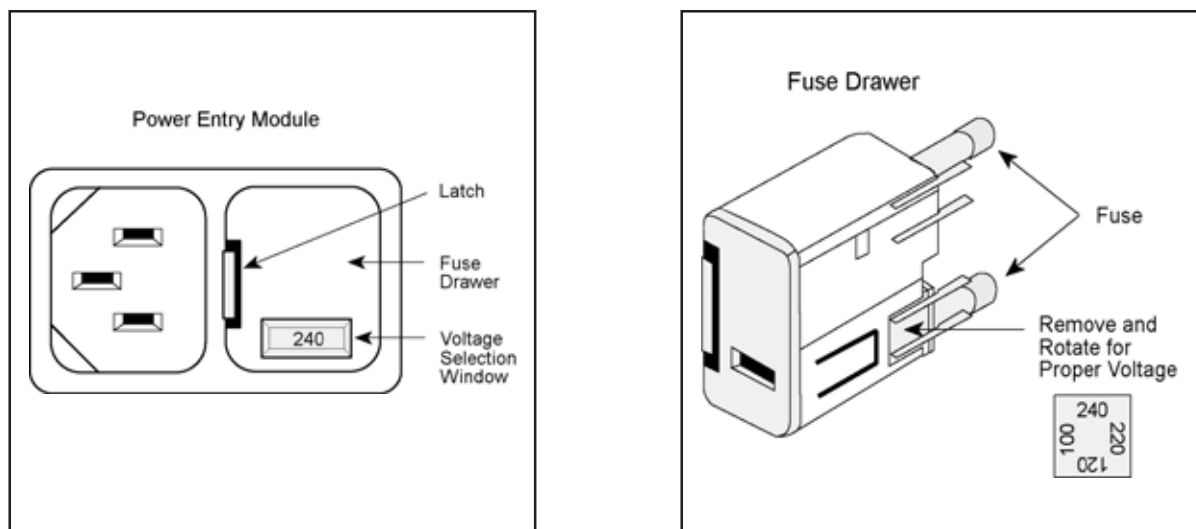 Power Entry Module
Latch
Fuse
Drawer
240
Voltage
Selection
Window
Fuse Drawer
Fuse
Remove and
Rotate for
Proper Voltage
240
100
220
120